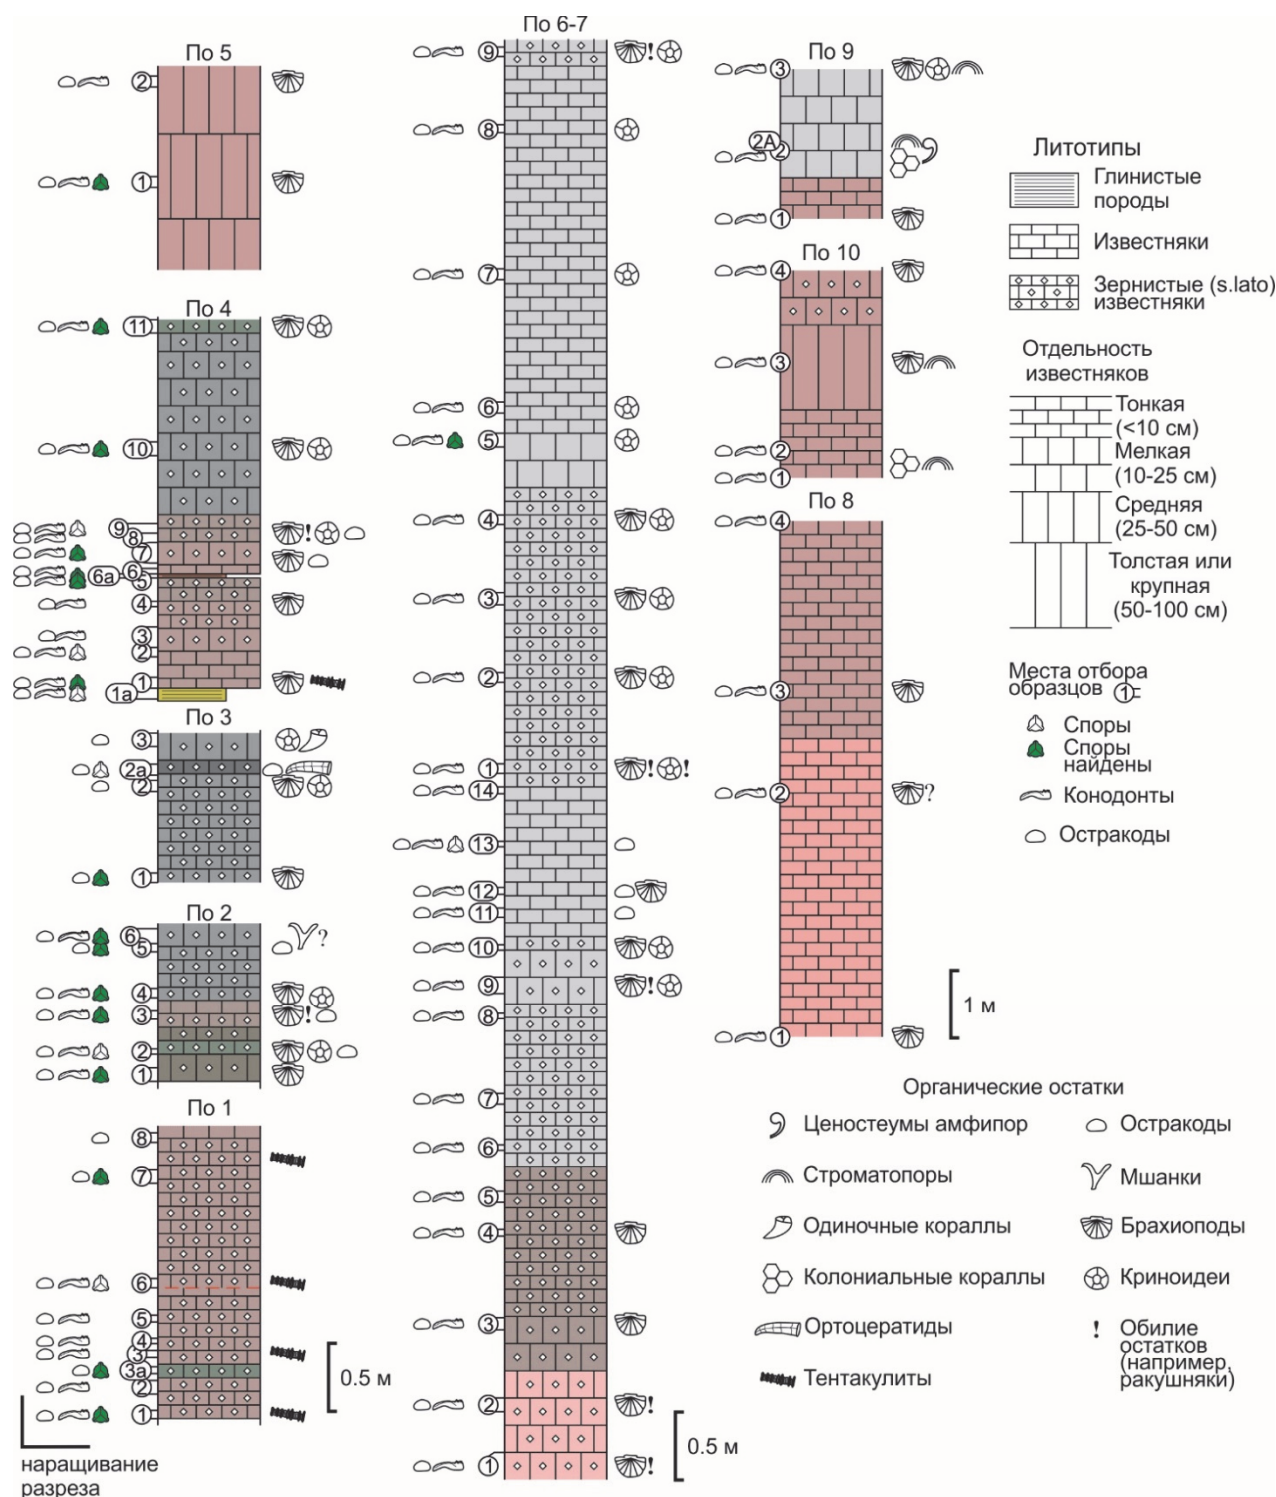 По 5
2
1
По 4
11
10
9
8
7
6
6а
5
4
3
2
1
1а
По 3
3
2а
2
1
По 2
6
5
?
4
3
!
2
1
По 1
8
7
6
5
4
3
3а
2
1
0.5 м
наращивание
разреза
По 6-7
9
!
8
7
6
5
4
3
2
1
! !
14
13
12
11
10
9
!
8
7
6
5
4
3
2
!
1
!
0.5 м
По 9
3
2А
2
1
По 10
4
3
2
1
По 8
4
3
2
?
1
1 м
Литотипы
Глинистые
породы
Известняки
Зернистые (s.lato)
известняки
Отдельность
известняков
Тонкая
(<10 см)
Мелкая
(10-25 см)
Средняя
(25-50 см)
Толстая или
крупная
(50-100 см)
Места отбора
образцов 1
Споры
Споры
найдены
Конодонты
Остракоды
Органические остатки
Ценостеумы амфипор
Строматопоры
Одиночные кораллы
Колониальные кораллы
Ортоцератиды
Тентакулиты
Остракоды
Мшанки
Брахиоподы
Криноидеи
! Обилие
остатков
(например,
ракушняки)